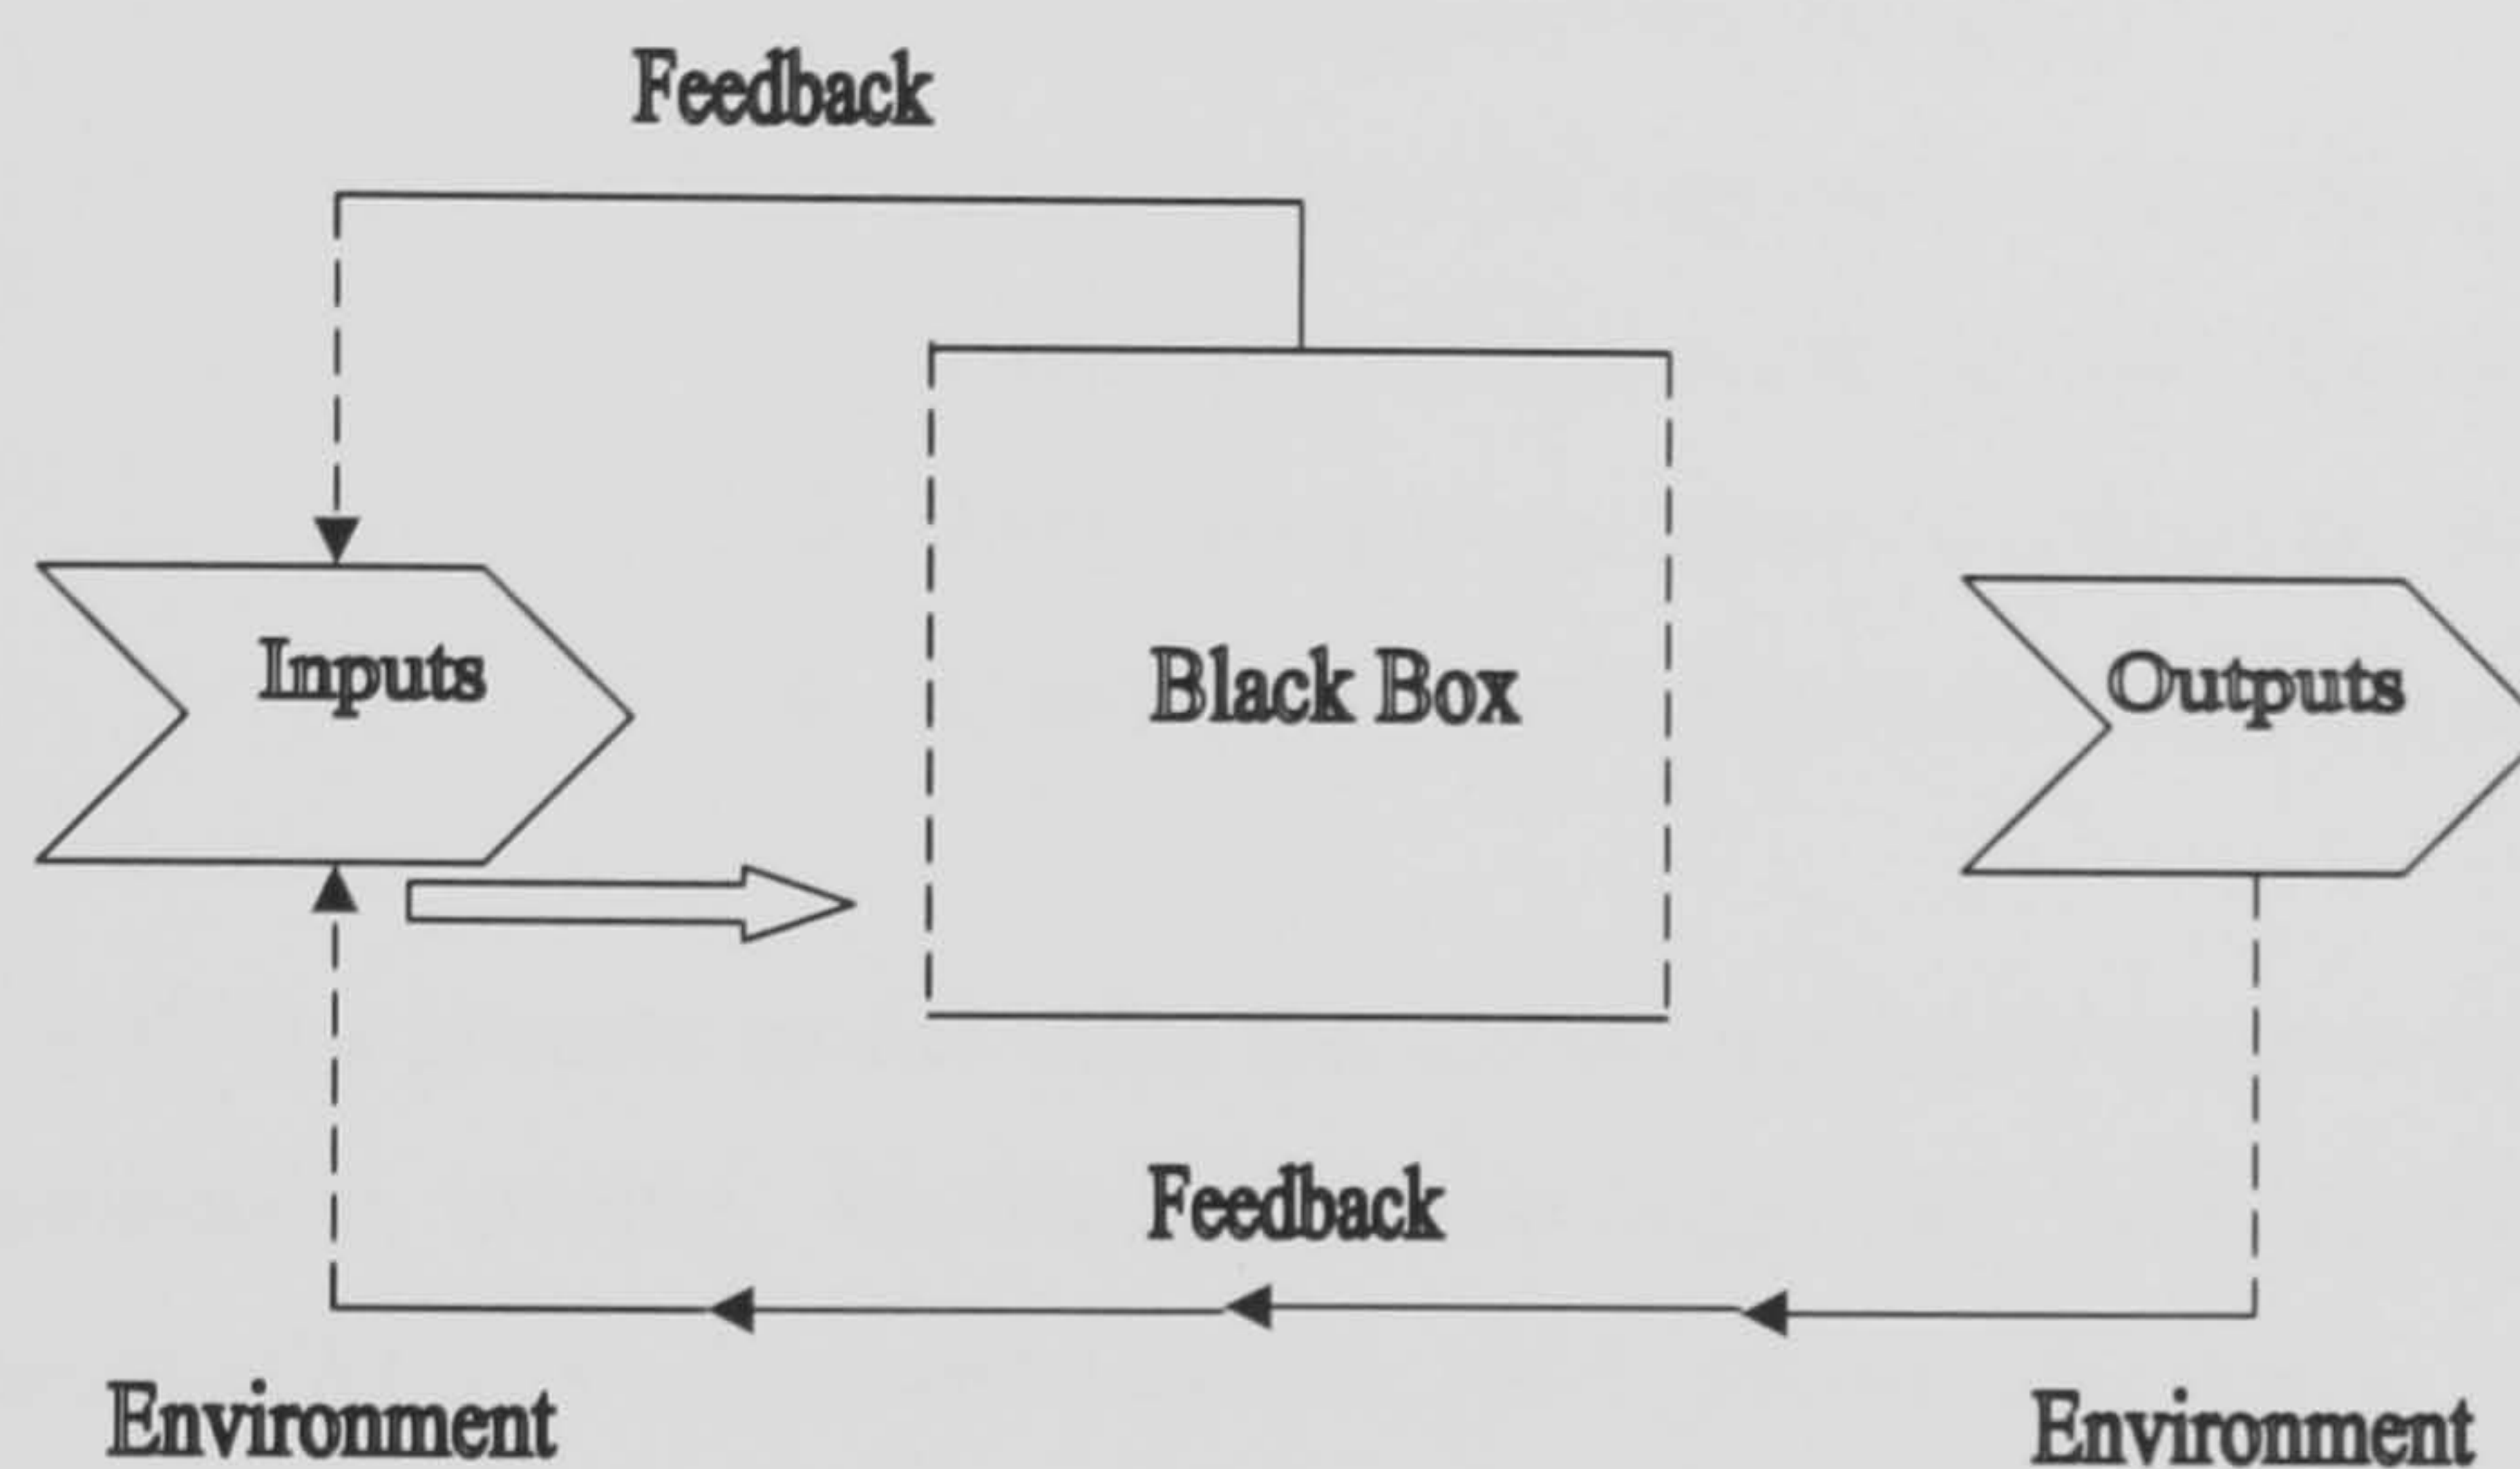 Feedback
Inputs
Black Box
Outputs
Feedback
Environment
Environment